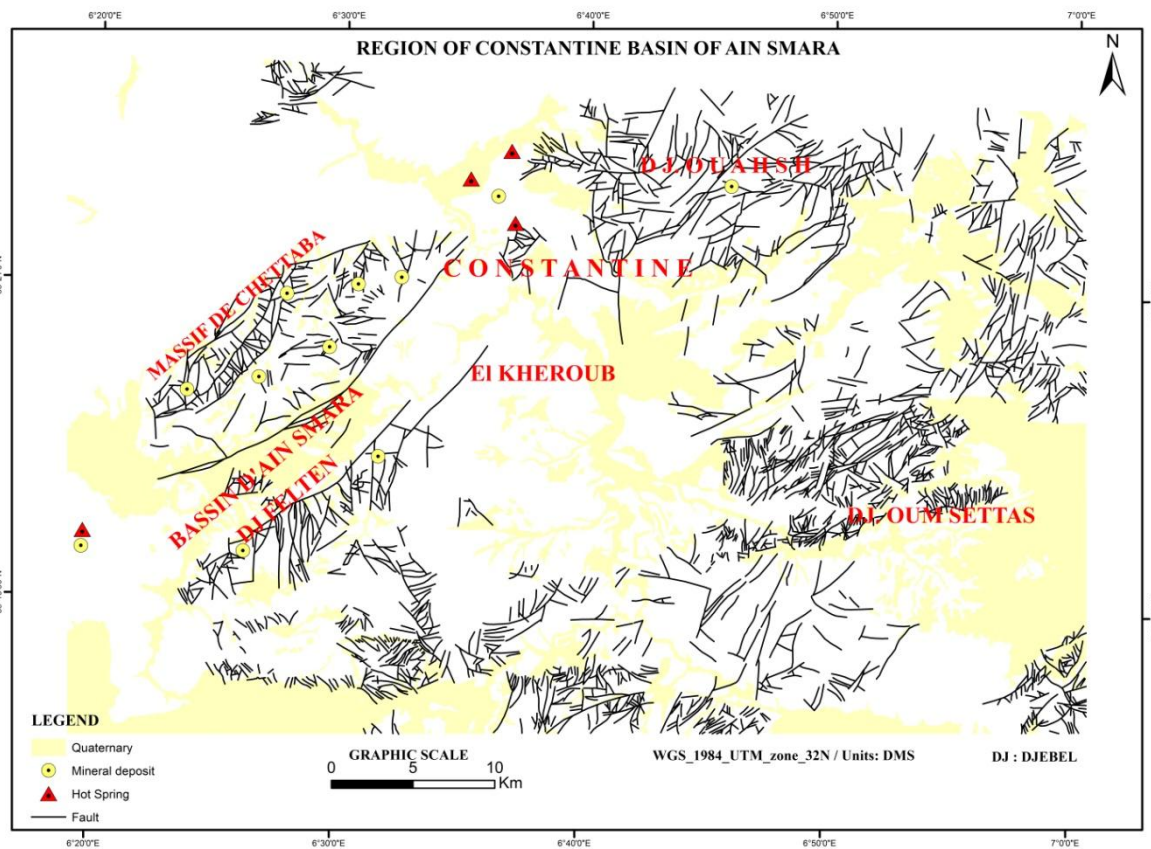 6°20'0"E
6°30'0"E
6°40'0"E
6°50'0"E
7°0'0"E
REGION OF CONSTANTINE BASIN OF AIN SMARA
N
DJ.OUAHSH
MASSIF DE CHETTABA
CONSTANTINE
El KHEROUB
BASSIN D'AIN SMARA
DJ FELTEN
DJ. OUM SETTAS
LEGEND
Quaternary
Mineral deposit
Hot Spring
Fault
GRAPHIC SCALE
0 5 10
Km
WGS_1984_UTM_zone_32N / Units: DMS
DJ : DJEBEL
6°20'0"E
6°30'0"E
6°40'0"E
6°50'0"E
7°0'0"E